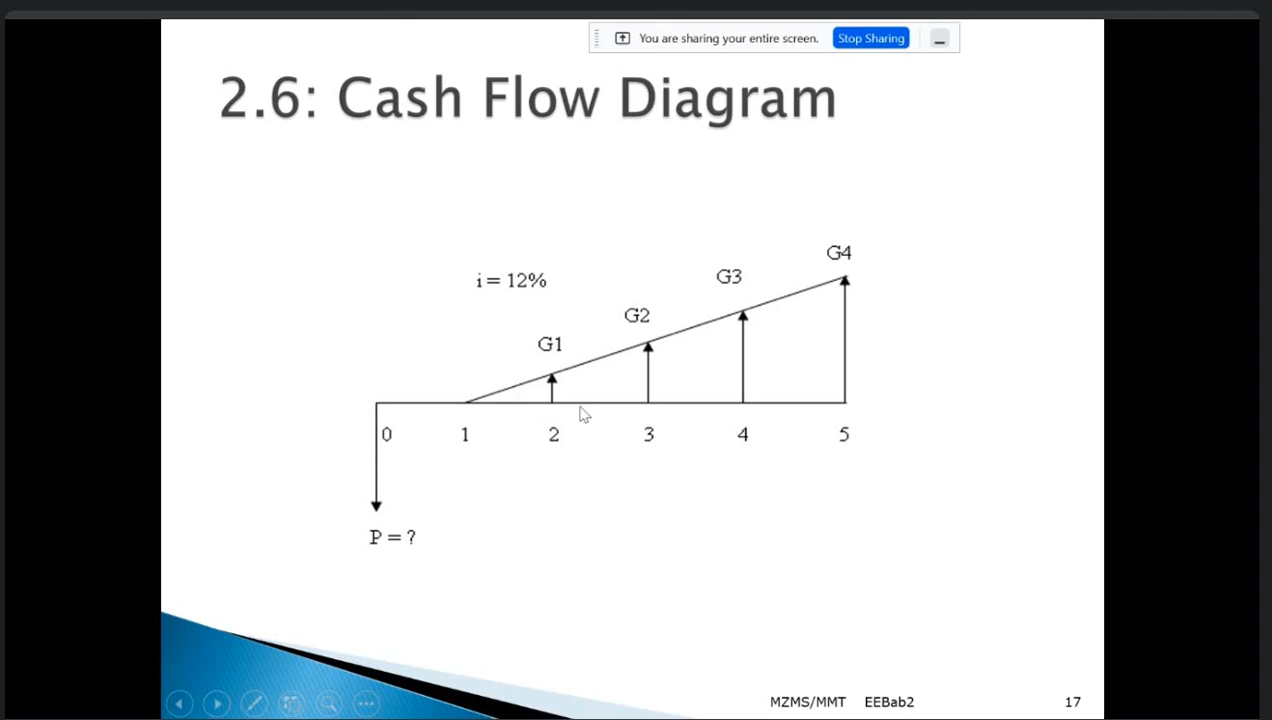 You are sharing your entire screen. Stop Sharing
2.6: Cash Flow Diagram
G4
i = 12%
G3
G2
G1
0 1 2 3 4 5
P = ?
MZMS/MMT EEBab2 17